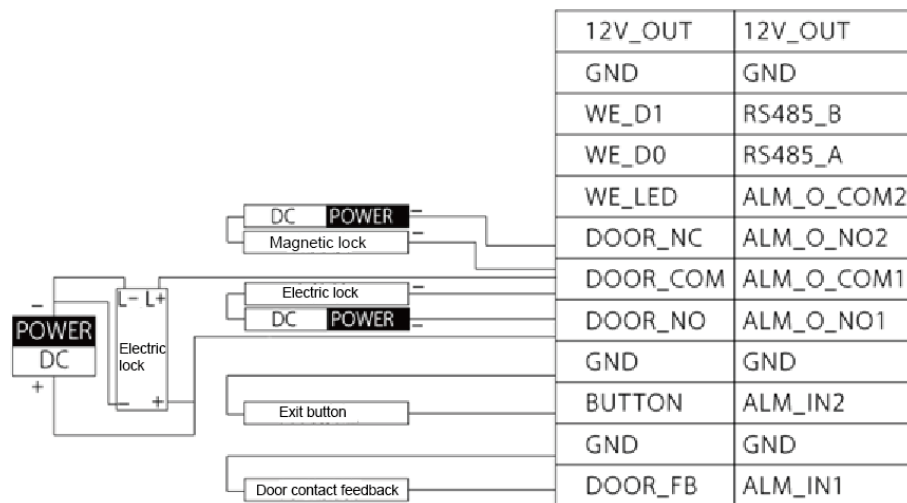 12V_OUT 12V_OUT
GND GND
WE_D1 RS485_B
WE_D0 RS485_A
WE_LED ALM_O_COM2
DC POWER −
Magnetic lock −
DOOR_NC ALM_O_NO2
DOOR_COM ALM_O_COM1
Electric lock −
DC POWER −
DOOR_NO ALM_O_NO1
− L− L+
POWER
DC
+
Electric
lock
− +
GND GND
Exit button
BUTTON ALM_IN2
GND GND
Door contact feedback
DOOR_FB ALM_IN1